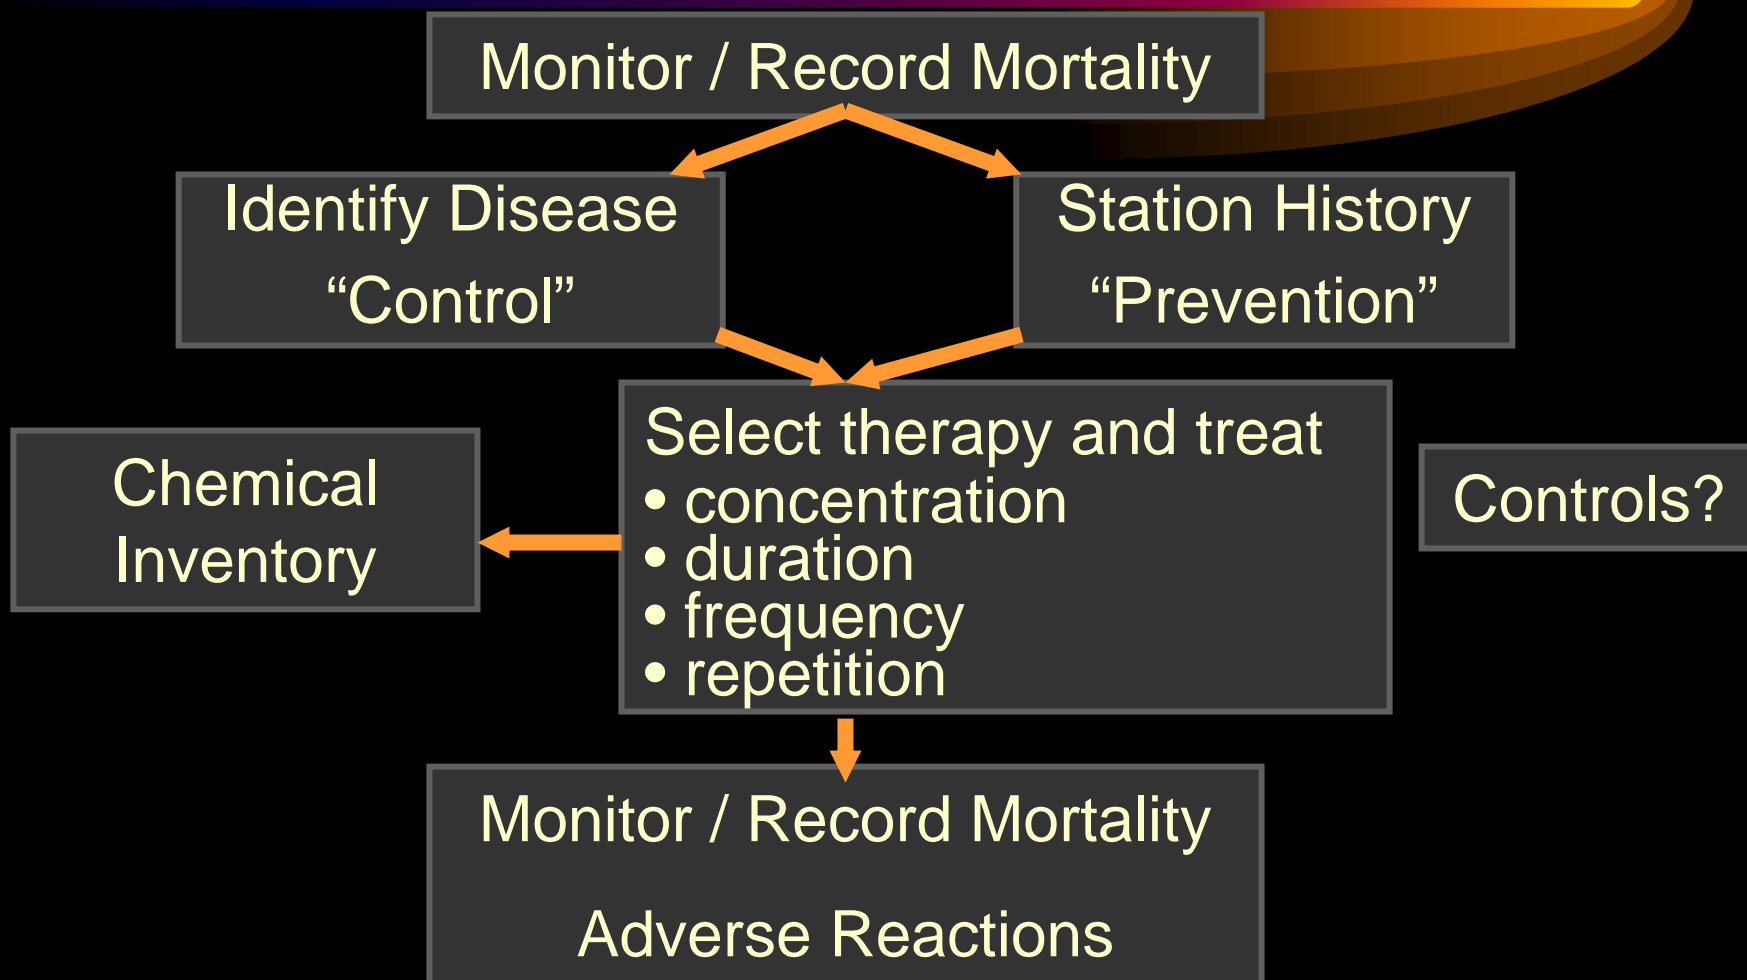 Monitor / Record Mortality
Identify Disease
“Control”
Station History
“Prevention”
Select therapy and treat
• concentration
• duration
• frequency
• repetition
Chemical
Inventory
Controls?
Monitor / Record Mortality
Adverse Reactions